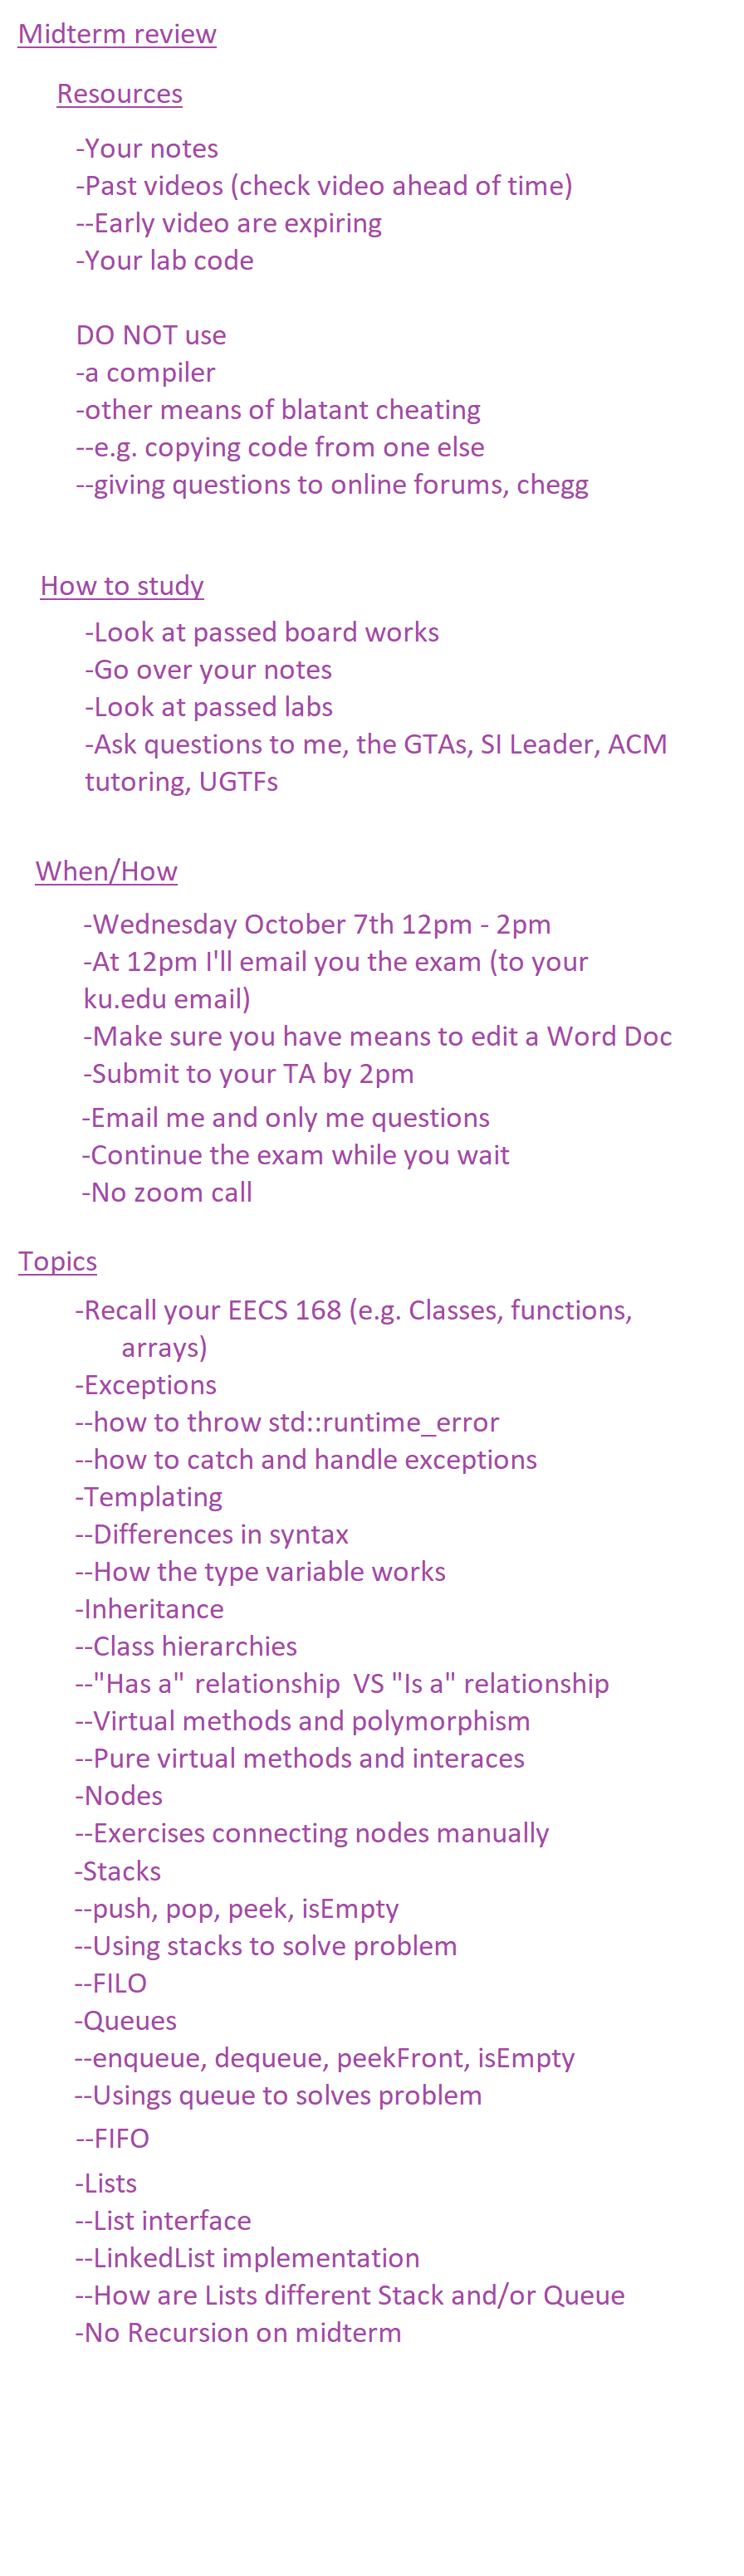 Midterm review
Resources
-Your notes
-Past videos (check video ahead of time)
--Early video are expiring
-Your lab code
DO NOT use
-a compiler
-other means of blatant cheating
--e.g. copying code from one else
--giving questions to online forums, chegg
How to study
-Look at passed board works
-Go over your notes
-Look at passed labs
-Ask questions to me, the GTAs, SI Leader, ACM
tutoring, UGTFs
When/How
-Wednesday October 7th 12pm - 2pm
-At 12pm I'll email you the exam (to your
ku.edu email)
-Make sure you have means to edit a Word Doc
-Submit to your TA by 2pm
-Email me and only me questions
-Continue the exam while you wait
-No zoom call
Topics
-Recall your EECS 168 (e.g. Classes, functions,
arrays)
-Exceptions
--how to throw std::runtime_error
--how to catch and handle exceptions
-Templating
--Differences in syntax
--How the type variable works
-Inheritance
--Class hierarchies
--"Has a" relationship VS "Is a" relationship
--Virtual methods and polymorphism
--Pure virtual methods and interaces
-Nodes
--Exercises connecting nodes manually
-Stacks
--push, pop, peek, isEmpty
--Using stacks to solve problem
--FILO
-Queues
--enqueue, dequeue, peekFront, isEmpty
--Usings queue to solves problem
--FIFO
-Lists
--List interface
--LinkedList implementation
--How are Lists different Stack and/or Queue
-No Recursion on midterm